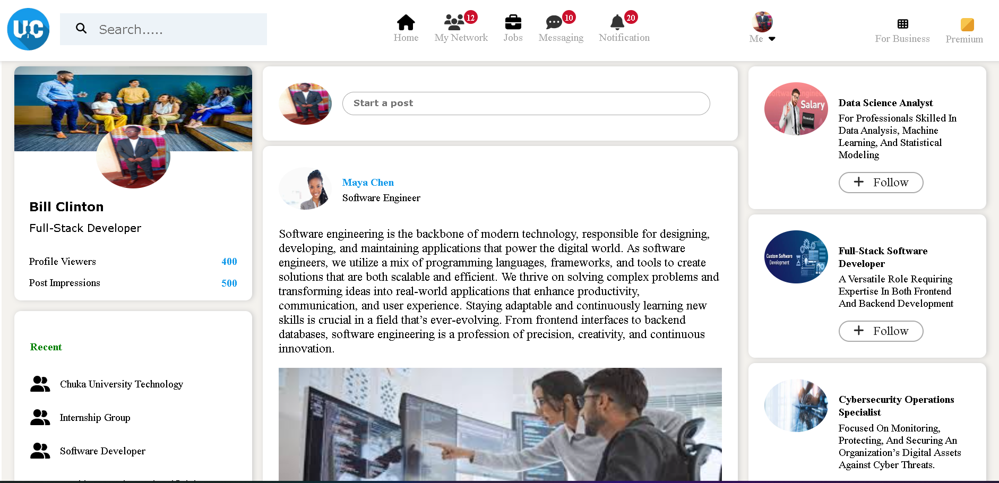 UC
Search.....
Home
12
My Network
Jobs
10
Messaging
20
Notification
Me
For Business
Premium
Bill Clinton
Full-Stack Developer
Profile Viewers 400
Post Impressions 500
Recent
Chuka University Technology
Internship Group
Software Developer
Start a post
Maya Chen
Software Engineer
Software engineering is the backbone of modern technology, responsible for designing,
developing, and maintaining applications that power the digital world. As software
engineers, we utilize a mix of programming languages, frameworks, and tools to create
solutions that are both scalable and efficient. We thrive on solving complex problems and
transforming ideas into real-world applications that enhance productivity,
communication, and user experience. Staying adaptable and continuously learning new
skills is crucial in a field that’s ever-evolving. From frontend interfaces to backend
databases, software engineering is a profession of precision, creativity, and continuous
innovation.
Salary
Data Science Analyst
For Professionals Skilled In
Data Analysis, Machine
Learning, And Statistical
Modeling
Follow
Custom Software
Development
Full-Stack Software
Developer
A Versatile Role Requiring
Expertise In Both Frontend
And Backend Development
Follow
Cybersecurity Operations
Specialist
Focused On Monitoring,
Protecting, And Securing An
Organization’s Digital Assets
Against Cyber Threats.